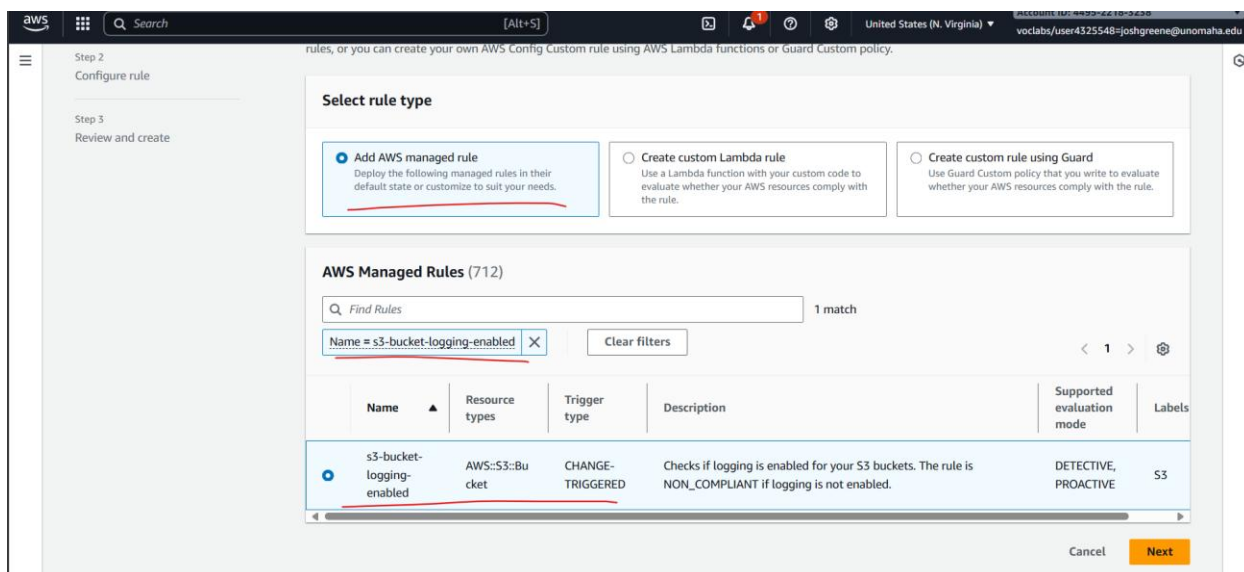 aws
Search
[Alt+S]
1
United States (N. Virginia) ▼
Account ID: 4495-2218-3238
voclabs/user4325548=joshgreene@unomaha.edu
rules, or you can create your own AWS Config Custom rule using AWS Lambda functions or Guard Custom policy.
Step 2
Configure rule
Step 3
Review and create
Select rule type
Add AWS managed rule
Deploy the following managed rules in their
default state or customize to suit your needs.
Create custom Lambda rule
Use a Lambda function with your custom code to
evaluate whether your AWS resources comply with
the rule.
Create custom rule using Guard
Use Guard Custom policy that you write to evaluate
whether your AWS resources comply with the rule.
AWS Managed Rules (712)
Find Rules
1 match
Name = s3-bucket-logging-enabled
Clear filters
1
Name
Resource
types
Trigger
type
Description
Supported
evaluation
mode
Labels
s3-bucket-
logging-
enabled
AWS::S3::Bu
cket
CHANGE-
TRIGGERED
Checks if logging is enabled for your S3 buckets. The rule is
NON_COMPLIANT if logging is not enabled.
DETECTIVE,
PROACTIVE
S3
Cancel
Next